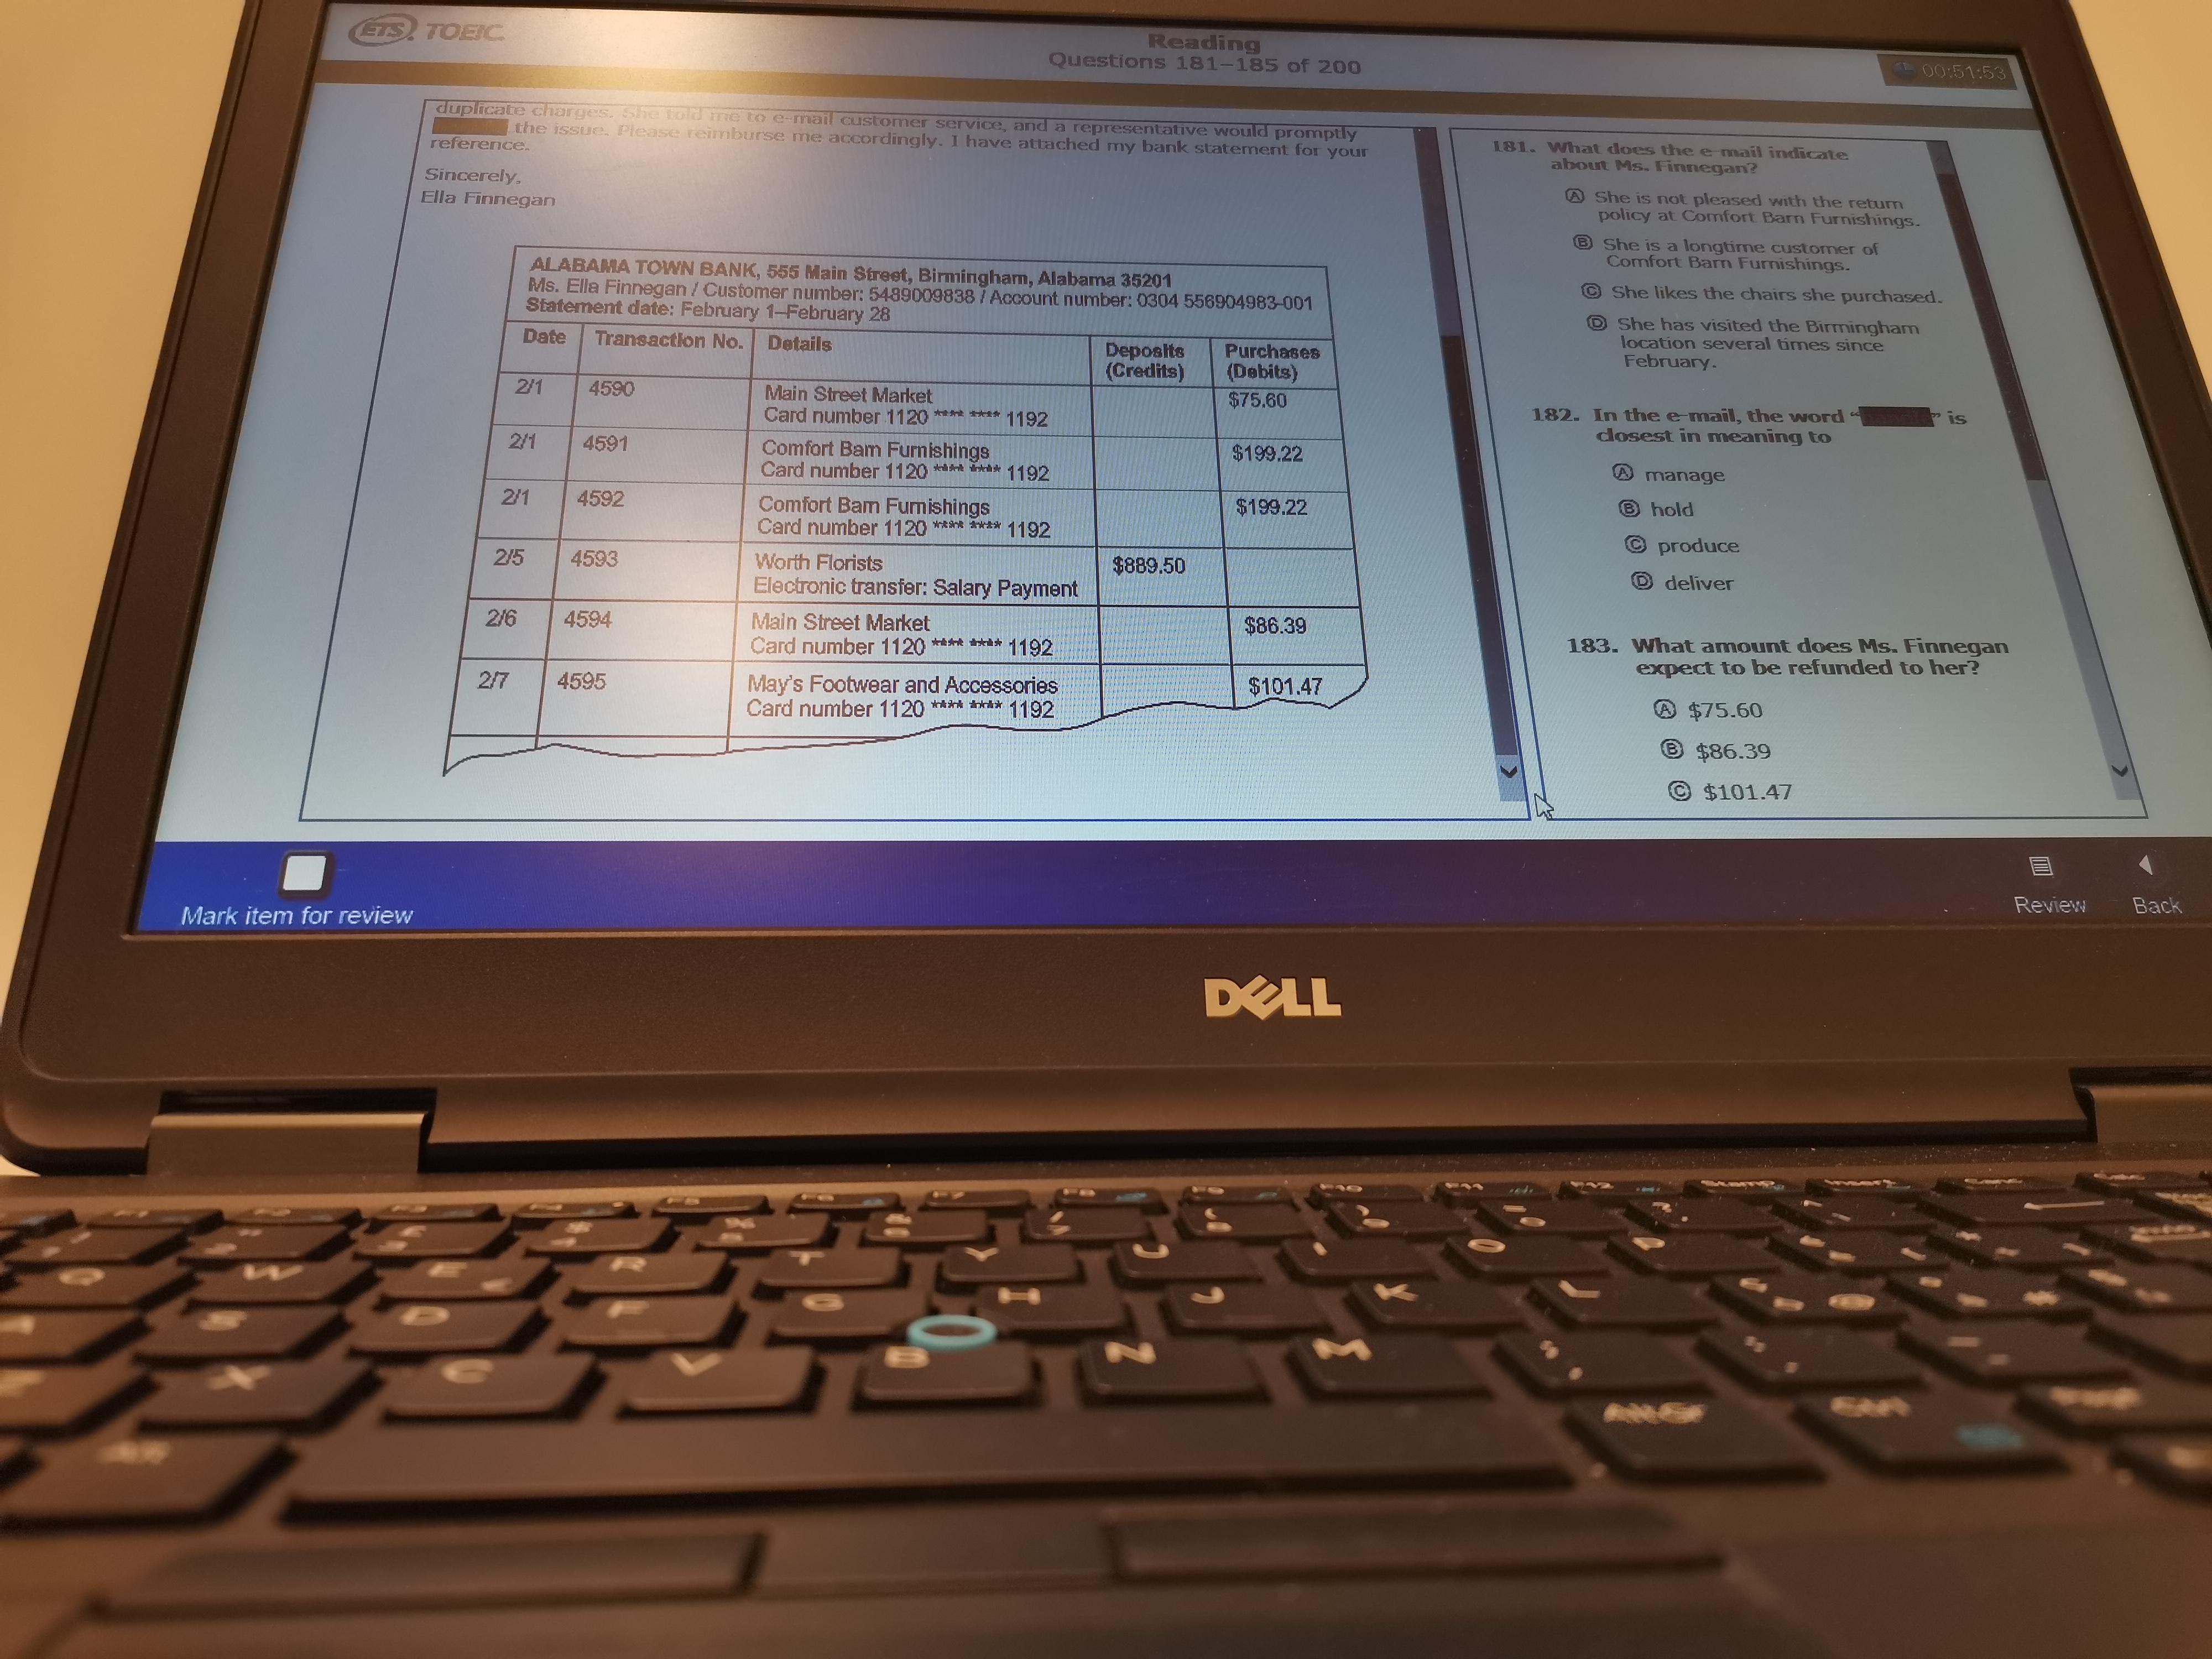 ETS TOEIC
Reading
Questions 181–185 of 200
00:51:53
duplicate charges. She told me to e-mail customer service, and a representative would promptly
the issue. Please reimburse me accordingly. I have attached my bank statement for your
reference.
Sincerely,
Ella Finnegan
ALABAMA TOWN BANK, 555 Main Street, Birmingham, Alabama 35201
Ms. Ella Finnegan / Customer number: 5489009838 / Account number: 0304 556904983-001
Statement date: February 1–February 28
Date Transaction No. Details Deposits (Credits) Purchases (Debits)
2/1 4590 Main Street Market $75.60
Card number 1120 **** **** 1192
2/1 4591 Comfort Barn Furnishings $199.22
Card number 1120 **** **** 1192
2/1 4592 Comfort Barn Furnishings $199.22
Card number 1120 **** **** 1192
2/5 4593 Worth Florists $889.50
Electronic transfer: Salary Payment
2/6 4594 Main Street Market $86.39
Card number 1120 **** **** 1192
2/7 4595 May's Footwear and Accessories $101.47
Card number 1120 **** **** 1192
181. What does the e-mail indicate
about Ms. Finnegan?
A She is not pleased with the return
policy at Comfort Barn Furnishings.
B She is a longtime customer of
Comfort Barn Furnishings.
C She likes the chairs she purchased.
D She has visited the Birmingham
location several times since
February.
182. In the e-mail, the word “ ” is
closest in meaning to
A manage
B hold
C produce
D deliver
183. What amount does Ms. Finnegan
expect to be refunded to her?
A $75.60
B $86.39
C $101.47
Mark item for review
Review
Back
DELL
F5 F6 F7 F8 F9 F10 F11 F12
Q W E R T Y U I O P
S D F G H J K L
X C V B N M
Alt